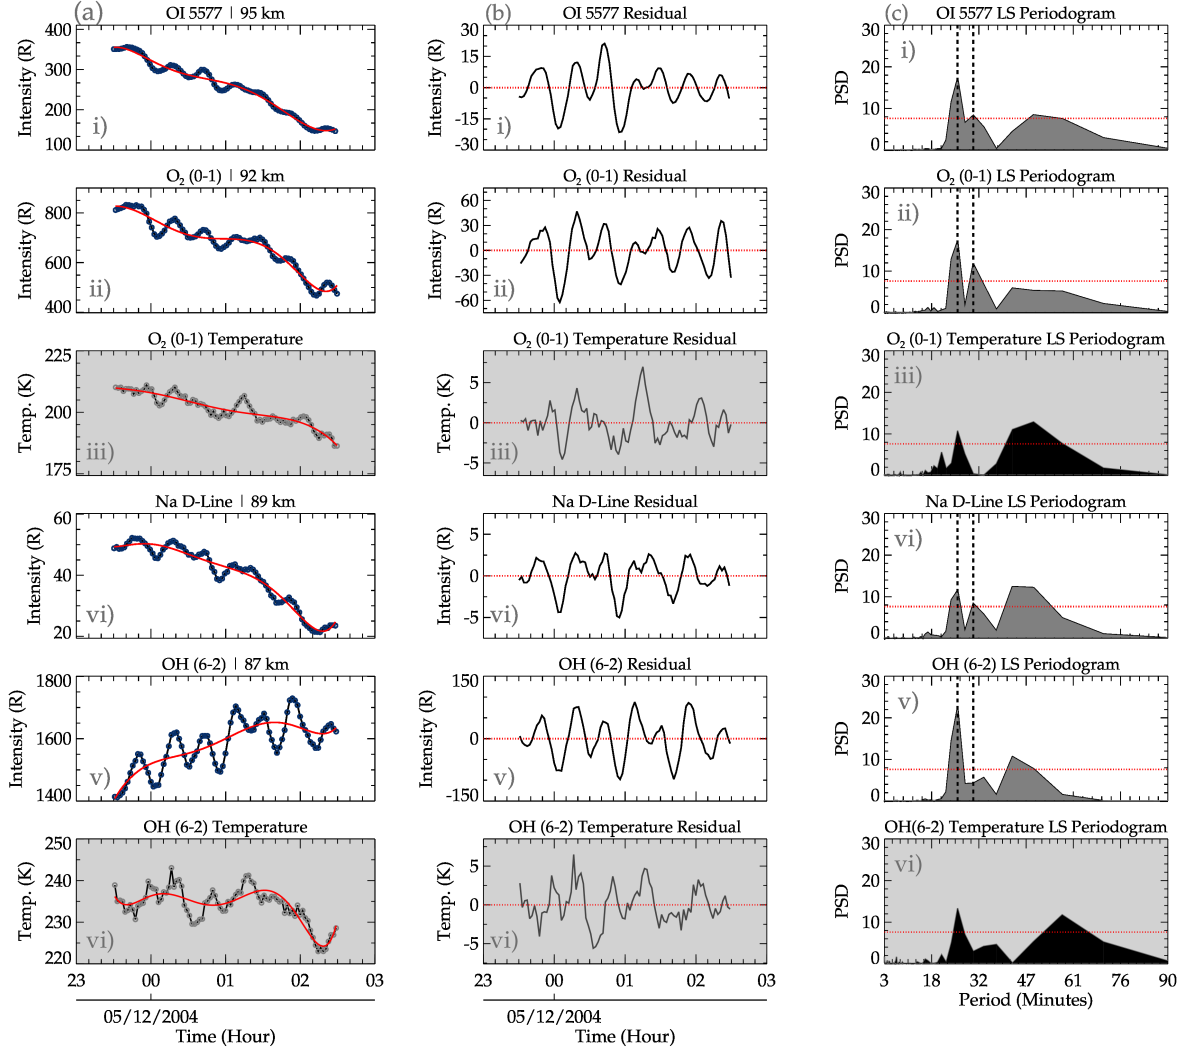 (a)
OI 5577 | 95 km
Intensity (R)
400
300
200
100
i)
(b)
OI 5577 Residual
30
15
0
-15
-30
i)
(c)
OI 5577 LS Periodogram
PSD
30
20
10
0
i)
O2 (0-1) | 92 km
Intensity (R)
800
600
400
ii)
O2 (0-1) Residual
60
30
0
-30
-60
ii)
O2 (0-1) LS Periodogram
PSD
30
20
10
0
ii)
O2 (0-1) Temperature
Temp. (K)
225
200
175
iii)
O2 (0-1) Temperature Residual
Temp. (K)
5
0
-5
iii)
O2 (0-1) Temperature LS Periodogram
PSD
30
20
10
0
iii)
Na D-Line | 89 km
Intensity (R)
60
40
20
vi)
Na D-Line Residual
Intensity (R)
5
0
-5
vi)
Na D-Line LS Periodogram
PSD
30
20
10
0
vi)
OH (6-2) | 87 km
Intensity (R)
1800
1600
1400
v)
OH (6-2) Residual
Intensity (R)
150
0
-150
v)
OH (6-2) LS Periodogram
PSD
30
20
10
0
v)
OH (6-2) Temperature
Temp. (K)
250
240
230
220
vi)
23 00 01 02 03
05/12/2004
Time (Hour)
OH (6-2) Temperature Residual
Temp. (K)
5
0
-5
vi)
23 00 01 02 03
05/12/2004
Time (Hour)
OH(6-2) Temperature LS Periodogram
PSD
30
20
10
0
vi)
3 18 32 47 61 76 90
Period (Minutes)